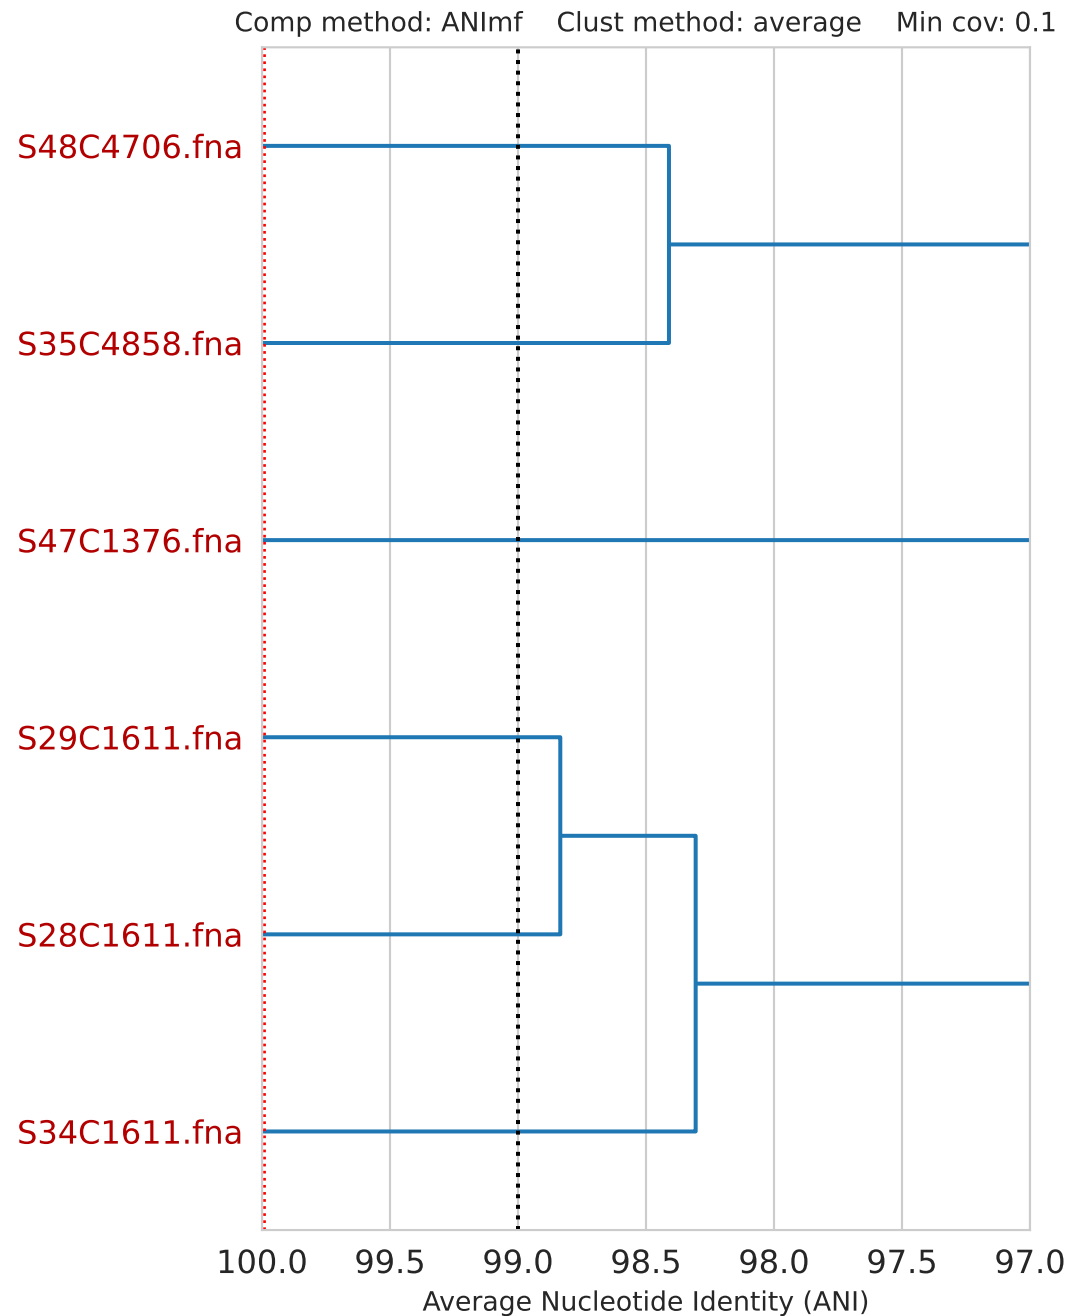 Comp method: ANImf    Clust method: average    Min cov: 0.1
S48C4706.fna
S35C4858.fna
S47C1376.fna
S29C1611.fna
S28C1611.fna
S34C1611.fna
100.0 99.5 99.0 98.5 98.0 97.5 97.0
Average Nucleotide Identity (ANI)